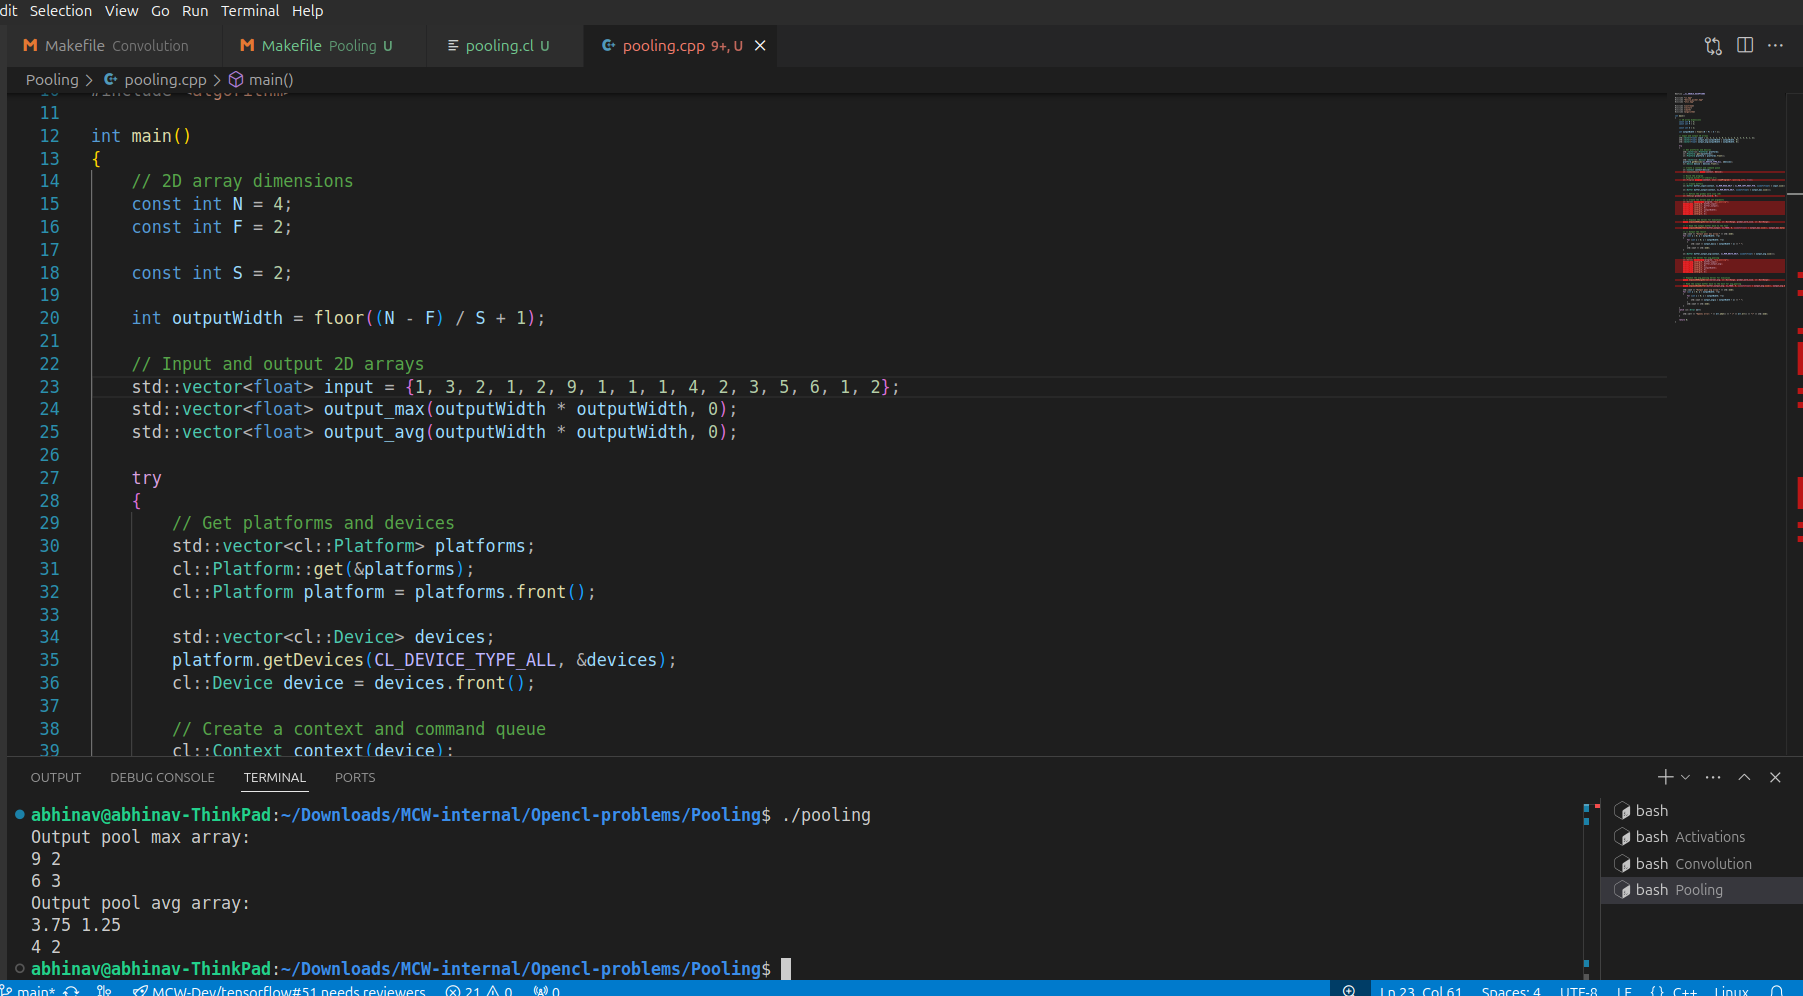 dit Selection View Go Run Terminal Help
Makefile Convolution Makefile Pooling U pooling.cl U pooling.cpp 9+, U
Pooling > pooling.cpp > main()
10 #include <algorithm>
11
12 int main()
13 {
14 // 2D array dimensions
15 const int N = 4;
16 const int F = 2;
17
18 const int S = 2;
19
20 int outputWidth = floor((N - F) / S + 1);
21
22 // Input and output 2D arrays
23 std::vector<float> input = {1, 3, 2, 1, 2, 9, 1, 1, 1, 4, 2, 3, 5, 6, 1, 2};
24 std::vector<float> output_max(outputWidth * outputWidth, 0);
25 std::vector<float> output_avg(outputWidth * outputWidth, 0);
26
27 try
28 {
29 // Get platforms and devices
30 std::vector<cl::Platform> platforms;
31 cl::Platform::get(&platforms);
32 cl::Platform platform = platforms.front();
33
34 std::vector<cl::Device> devices;
35 platform.getDevices(CL_DEVICE_TYPE_ALL, &devices);
36 cl::Device device = devices.front();
37
38 // Create a context and command queue
39 cl::Context context(device);
OUTPUT DEBUG CONSOLE TERMINAL PORTS
abhinav@abhinav-ThinkPad:~/Downloads/MCW-internal/Opencl-problems/Pooling$ ./pooling
Output pool max array:
9 2
6 3
Output pool avg array:
3.75 1.25
4 2
abhinav@abhinav-ThinkPad:~/Downloads/MCW-internal/Opencl-problems/Pooling$
bash
bash Activations
bash Convolution
bash Pooling
main* MCW-Dev/tensorflow#51 needs reviewers 21 0 0 Ln 23, Col 61 Spaces: 4 UTF-8 LF {} C++ Linux